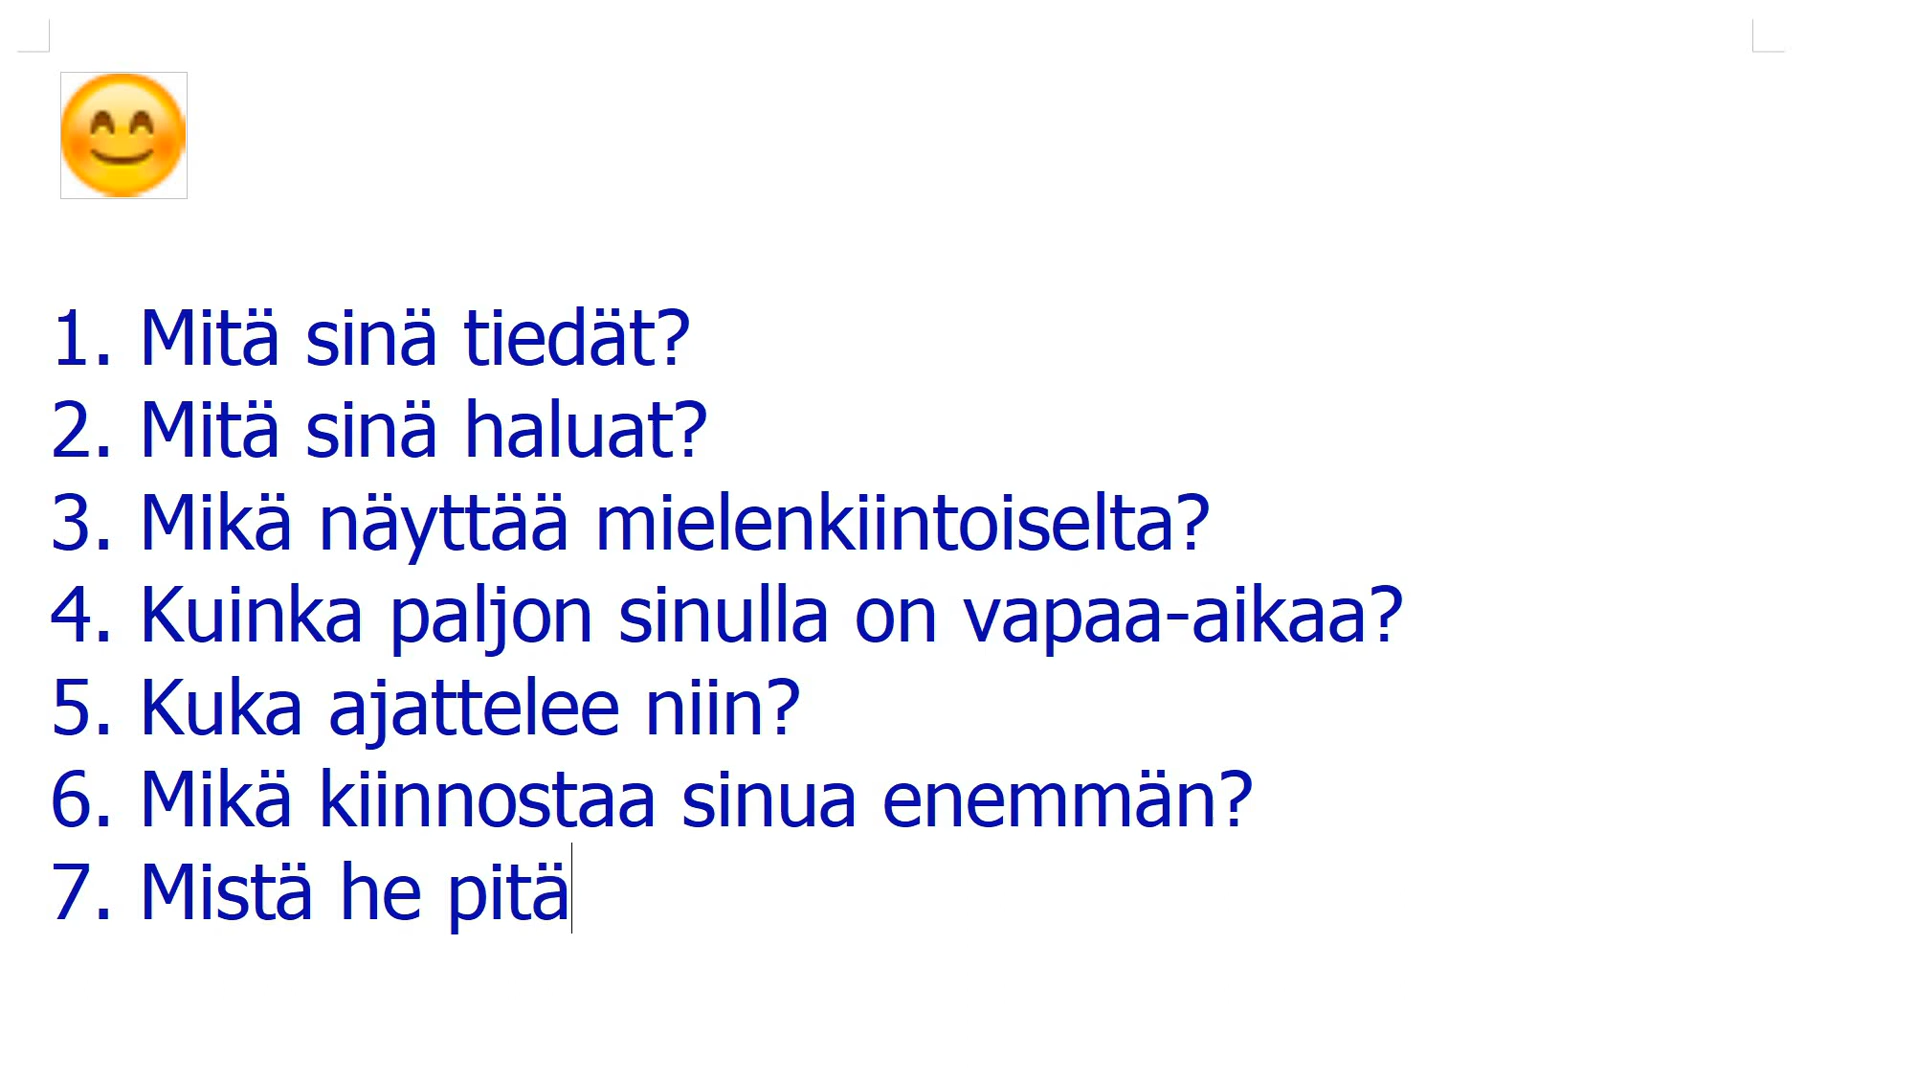 1. Mitä sinä tiedät?
2. Mitä sinä haluat?
3. Mikä näyttää mielenkiintoiselta?
4. Kuinka paljon sinulla on vapaa-aikaa?
5. Kuka ajattelee niin?
6. Mikä kiinnostaa sinua enemmän?
7. Mistä he pitä